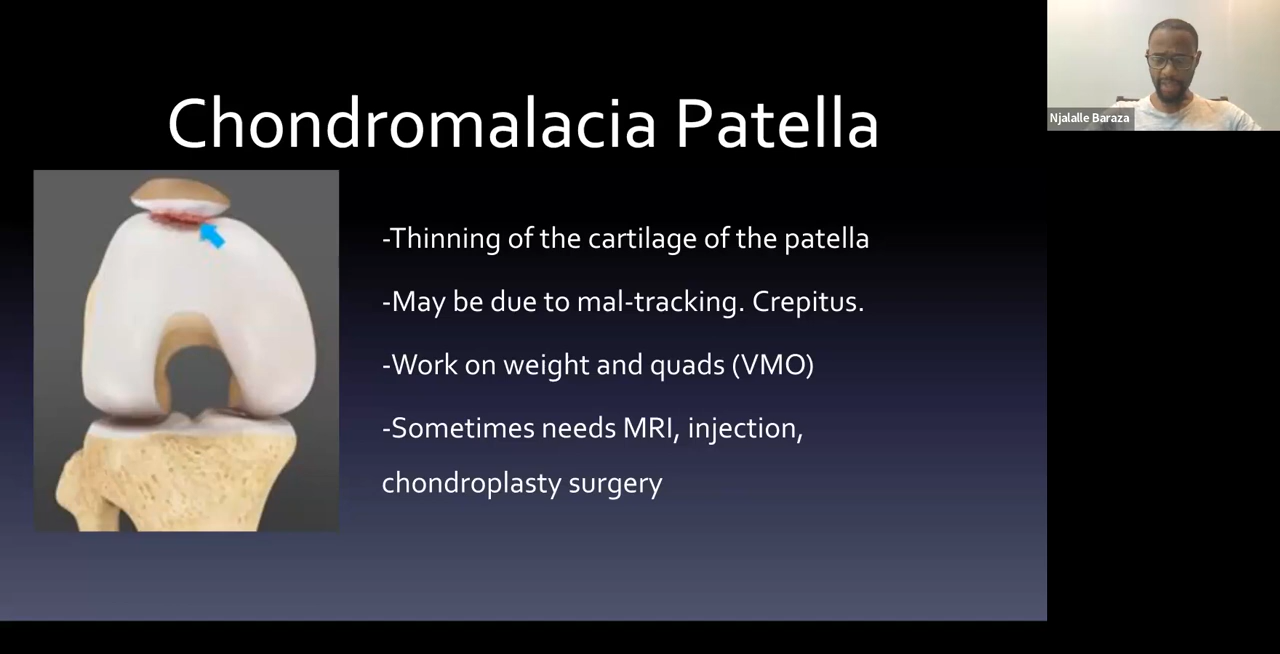 Chondromalacia Patella
-Thinning of the cartilage of the patella
-May be due to mal-tracking. Crepitus.
-Work on weight and quads (VMO)
-Sometimes needs MRI, injection,
chondroplasty surgery
Njalalle Baraza